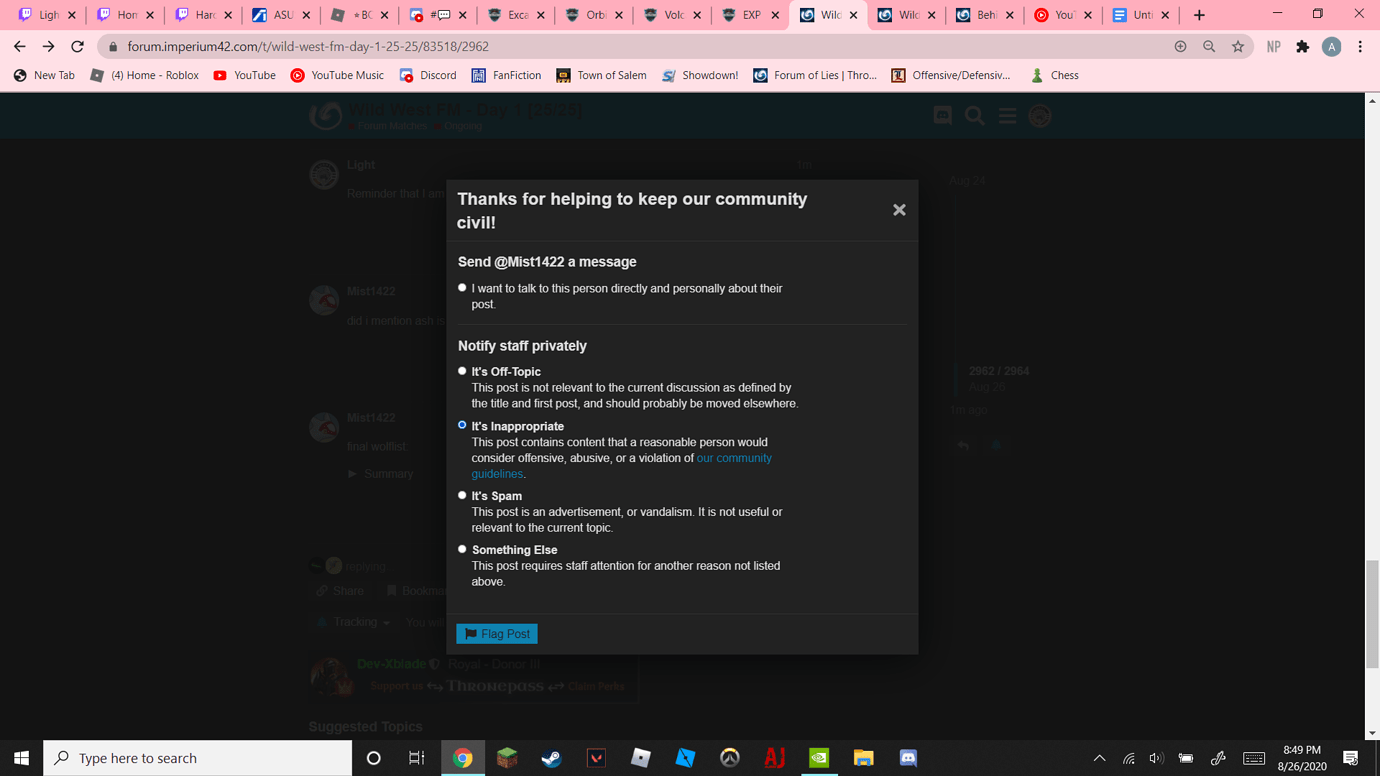 Ligh
Hom
Hard
ASU
★BC
#💬
Exca
Orbi
Volc
EXP
Wild
Wild
Behi
YouT
Unti
forum.imperium42.com/t/wild-west-fm-day-1-25-25/83518/2962
NP
A
New Tab
(4) Home - Roblox
YouTube
YouTube Music
Discord
FanFiction
Town of Salem
Showdown!
Forum of Lies | Thro...
Offensive/Defensiv...
Chess
Wild West FM - Day 1 [25/25]
Forum Matches
Ongoing
Light
1m
Reminder that I am
Aug 24
Thanks for helping to keep our community
civil!
Send @Mist1422 a message
I want to talk to this person directly and personally about their
post.
Mist1422
did i mention ash is
Notify staff privately
It's Off-Topic
This post is not relevant to the current discussion as defined by
the title and first post, and should probably be moved elsewhere.
2962 / 2964
Aug 26
1m ago
It's Inappropriate
This post contains content that a reasonable person would
consider offensive, abusive, or a violation of our community
guidelines.
Mist1422
final wolflist:
Summary
It's Spam
This post is an advertisement, or vandalism. It is not useful or
relevant to the current topic.
Something Else
This post requires staff attention for another reason not listed
above.
replying
Share
Bookmar
Tracking
You will
Flag Post
Dev-Xblade
Royal - Donor III
Support us
Thronepass
Claim Perks
Suggested Topics
Type here to search
8:49 PM
8/26/2020